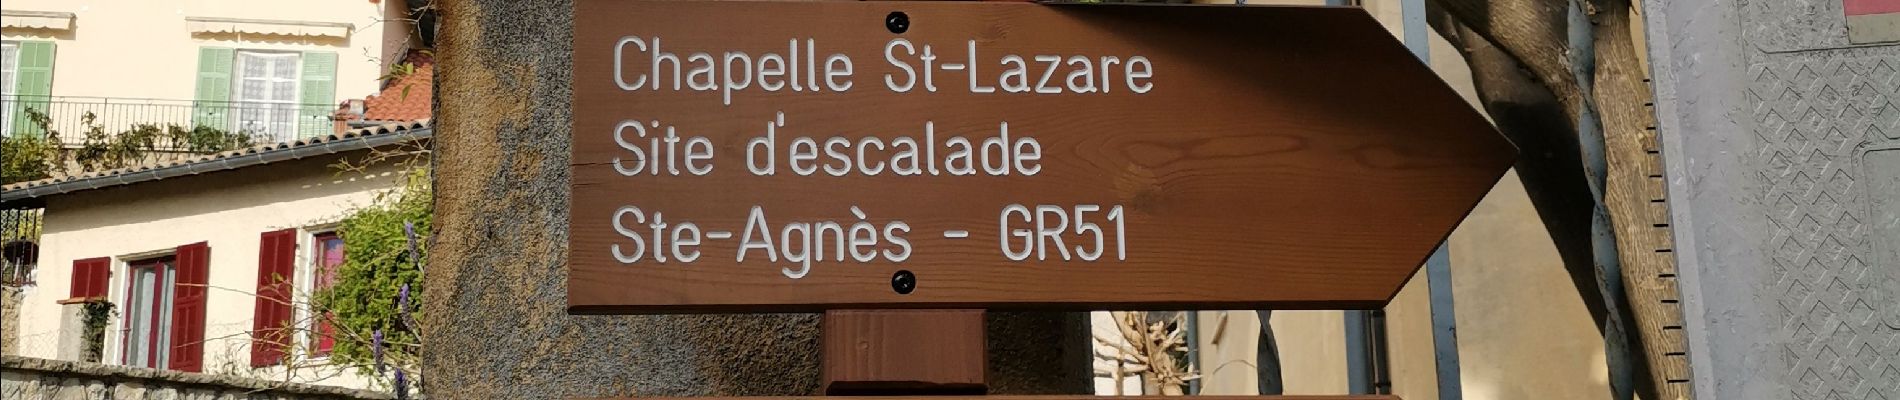 Chapelle St-Lazare
Site d'escalade
Ste-Agnès - GR51